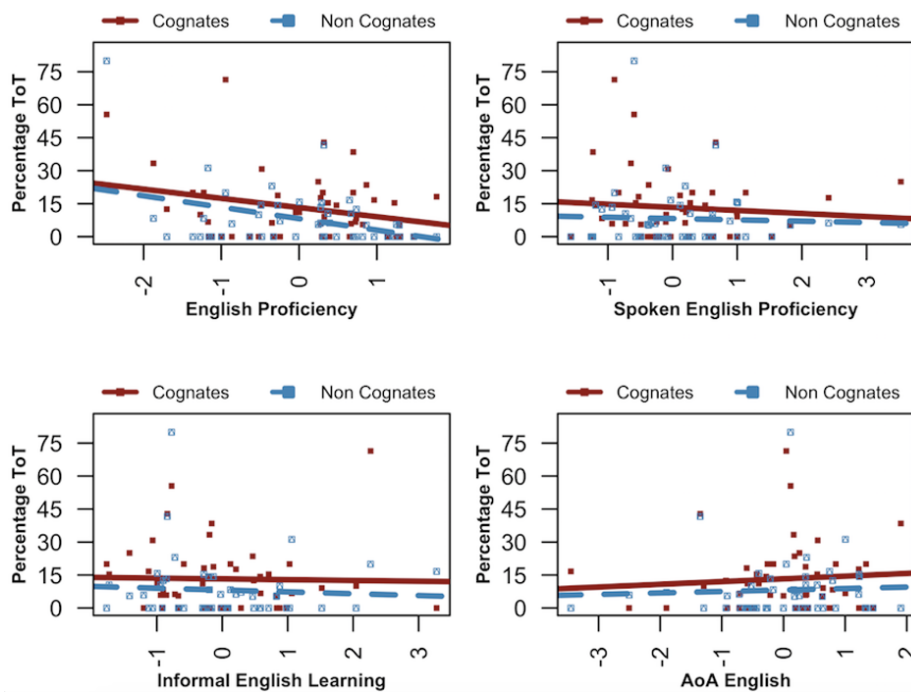 Cognates Non Cognates
Percentage ToT
75
60
45
30
15
0
-2 -1 0 1
English Proficiency
Cognates Non Cognates
Percentage ToT
75
60
45
30
15
0
-1 0 1 2 3
Spoken English Proficiency
Cognates Non Cognates
Percentage ToT
75
60
45
30
15
0
-1 0 1 2 3
Informal English Learning
Cognates Non Cognates
Percentage ToT
75
60
45
30
15
0
-3 -2 -1 0 1 2
AoA English